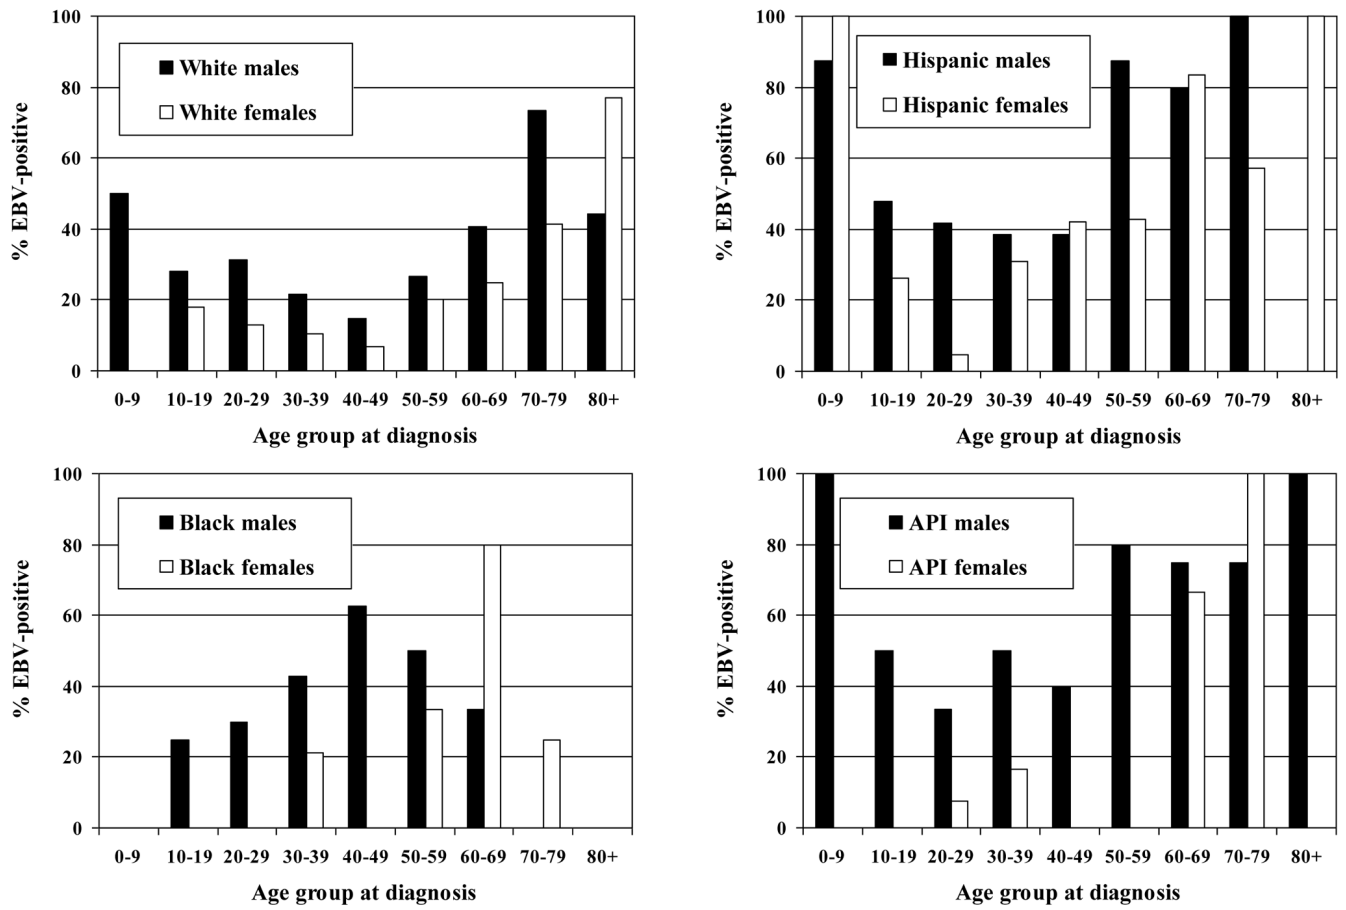 100
80
60
40
20
0
% EBV-positive
White males
White females
0-9 10-19 20-29 30-39 40-49 50-59 60-69 70-79 80+
Age group at diagnosis
100
80
60
40
20
0
% EBV-positive
Hispanic males
Hispanic females
0-9 10-19 20-29 30-39 40-49 50-59 60-69 70-79 80+
Age group at diagnosis
100
80
60
40
20
0
% EBV-positive
Black males
Black females
0-9 10-19 20-29 30-39 40-49 50-59 60-69 70-79 80+
Age group at diagnosis
100
80
60
40
20
0
% EBV-positive
API males
API females
0-9 10-19 20-29 30-39 40-49 50-59 60-69 70-79 80+
Age group at diagnosis